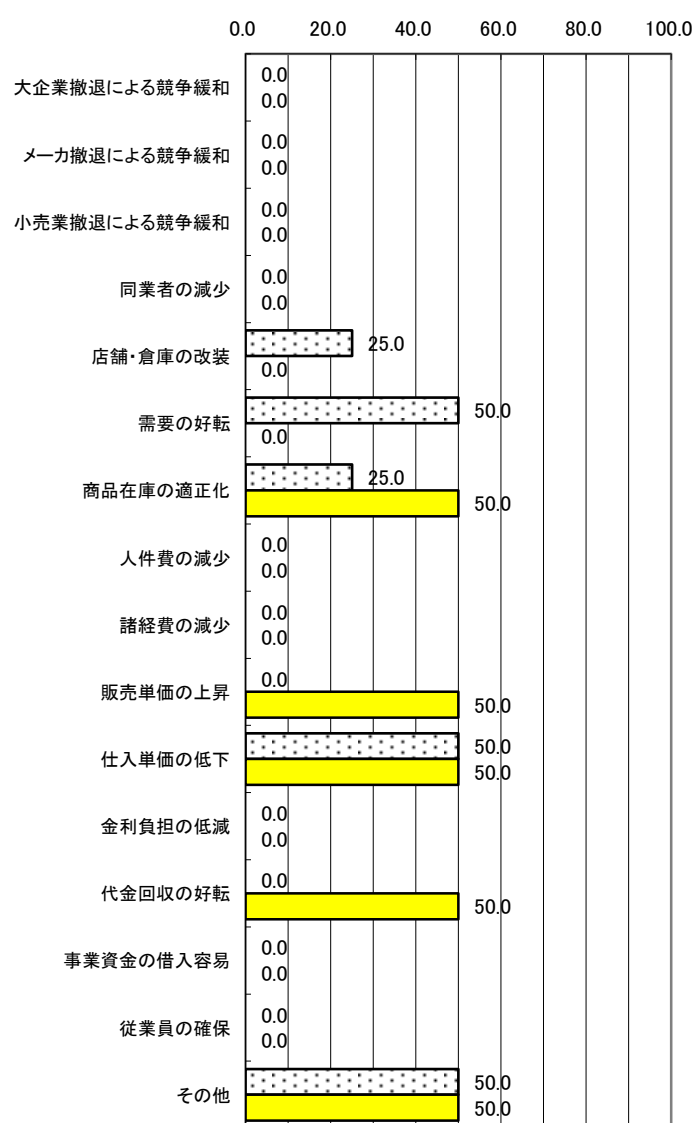 0.0 20.0 40.0 60.0 80.0 100.0
大企業撤退による競争緩和 0.0
0.0
メーカ撤退による競争緩和 0.0
0.0
小売業撤退による競争緩和 0.0
0.0
同業者の減少 0.0
0.0
店舗・倉庫の改装 25.0
0.0
需要の好転 50.0
0.0
商品在庫の適正化 25.0
50.0
人件費の減少 0.0
0.0
諸経費の減少 0.0
0.0
販売単価の上昇 0.0
50.0
仕入単価の低下 50.0
50.0
金利負担の低減 0.0
0.0
代金回収の好転 0.0
50.0
事業資金の借入容易 0.0
0.0
従業員の確保 0.0
0.0
その他 50.0
50.0